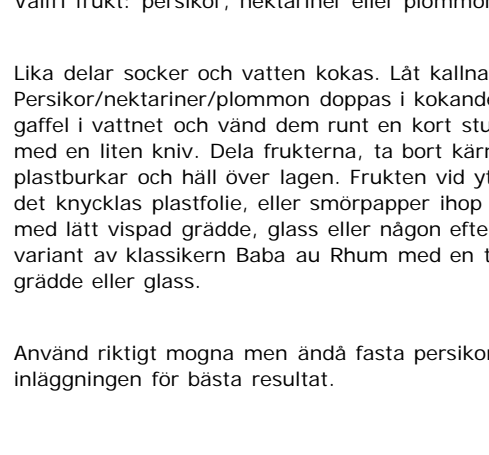 Valfri frukt: persikor, nektariner eller plommon
Lika delar socker och vatten kokas. Låt kallna
Persikor/nektariner/plommon doppas i kokande
gaffel i vattnet och vänd dem runt en kort stu
med en liten kniv. Dela frukterna, ta bort kärn
plastburkar och häll över lagen. Frukten vid yt
det knycklas plastfolie, eller smörpapper ihop
med lätt vispad grädde, glass eller någon efte
variant av klassikern Baba au Rhum med en t
grädde eller glass.
Använd riktigt mogna men ändå fasta persikor
inläggningen för bästa resultat.